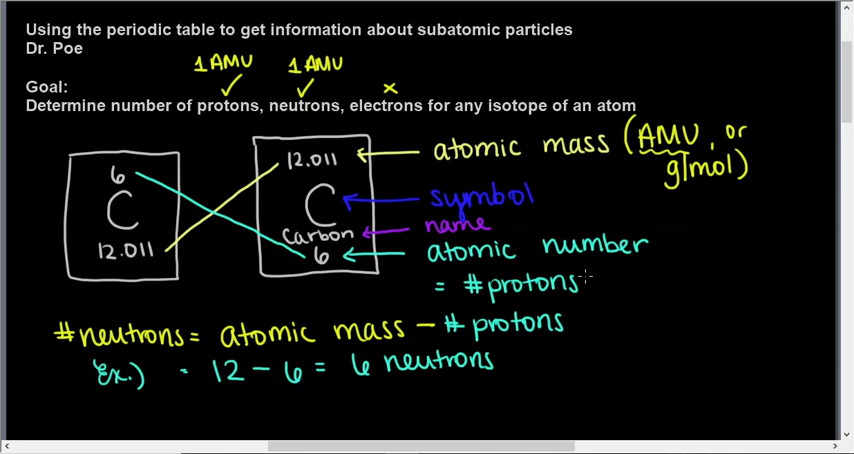 Using the periodic table to get information about subatomic particles
Dr. Poe
1 AMU 1 AMU
Goal:
Determine number of protons, neutrons, electrons for any isotope of an atom
6
C
12.011
12.011
C
Carbon
6
atomic mass (AMU, or
g/mol)
symbol
name
atomic number
= #protons
#neutrons = atomic mass - # protons
Ex.) - 12 - 6 = 6 neutrons